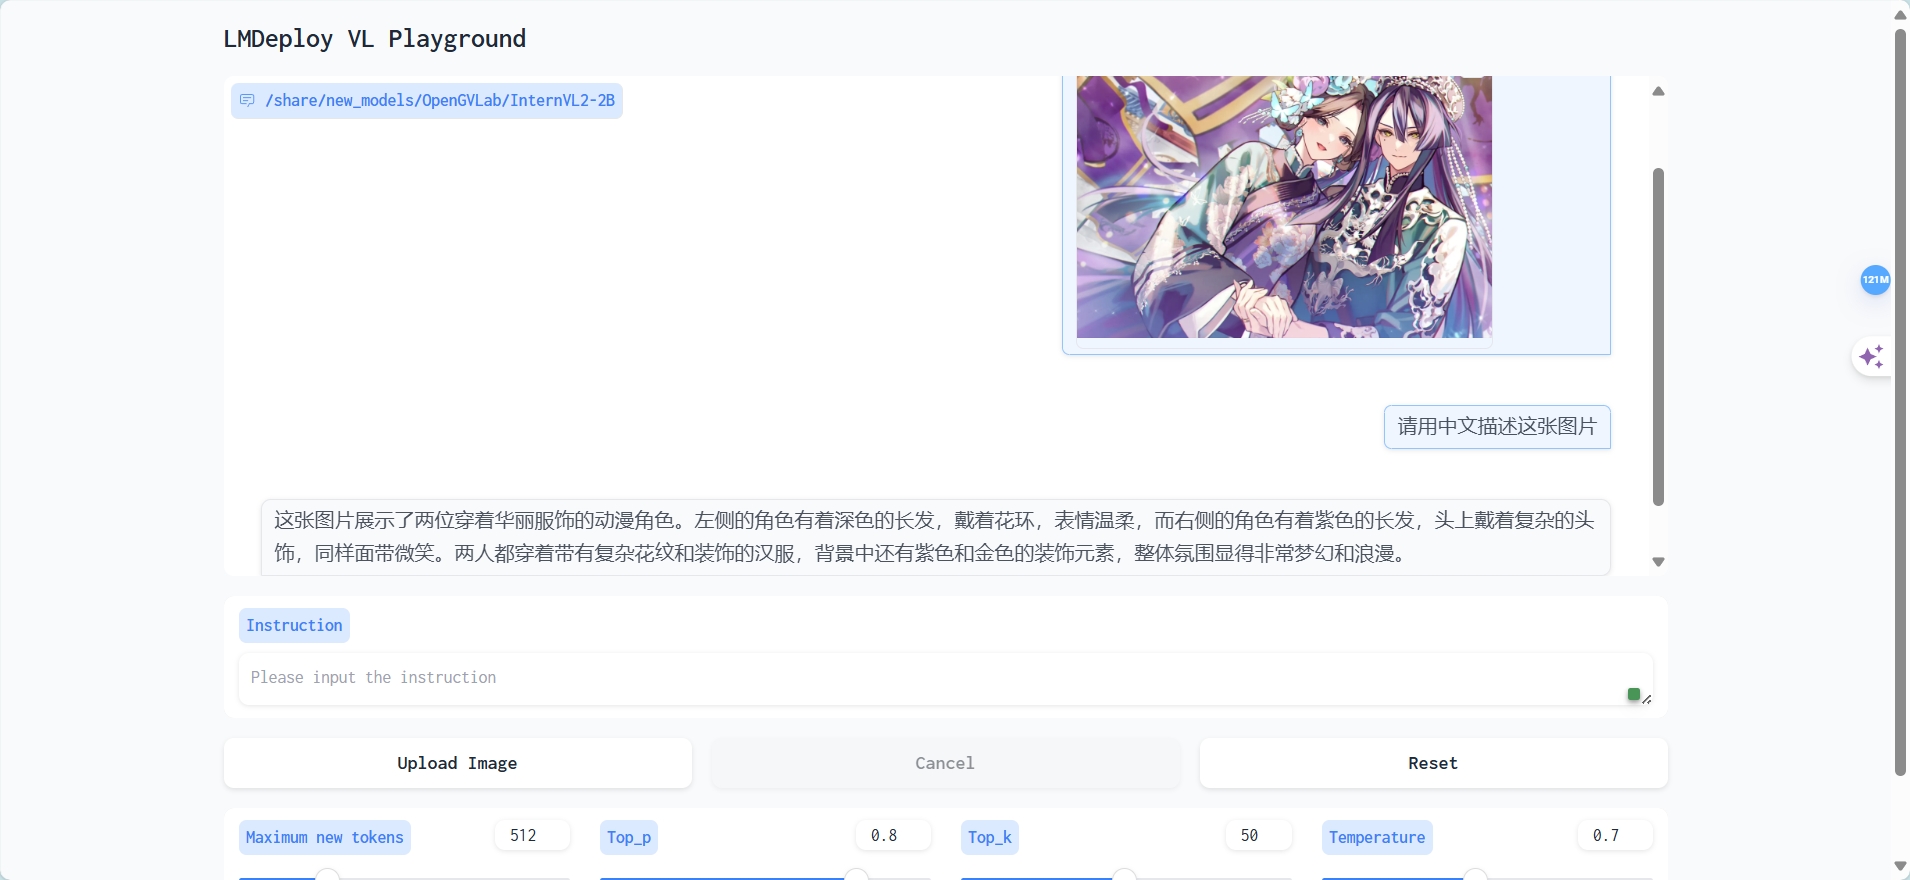 LMDeploy VL Playground
/share/new_models/OpenGVLab/InternVL2-2B
请用中文描述这张图片
这张图片展示了两位穿着华丽服饰的动漫角色。左侧的角色有着深色的长发，戴着花环，表情温柔，而右侧的角色有着紫色的长发，头上戴着复杂的头
饰，同样面带微笑。两人都穿着带有复杂花纹和装饰的汉服，背景中还有紫色和金色的装饰元素，整体氛围显得非常梦幻和浪漫。
121M
Instruction
Please input the instruction
Upload Image
Cancel
Reset
Maximum new tokens
512
Top_p
0.8
Top_k
50
Temperature
0.7